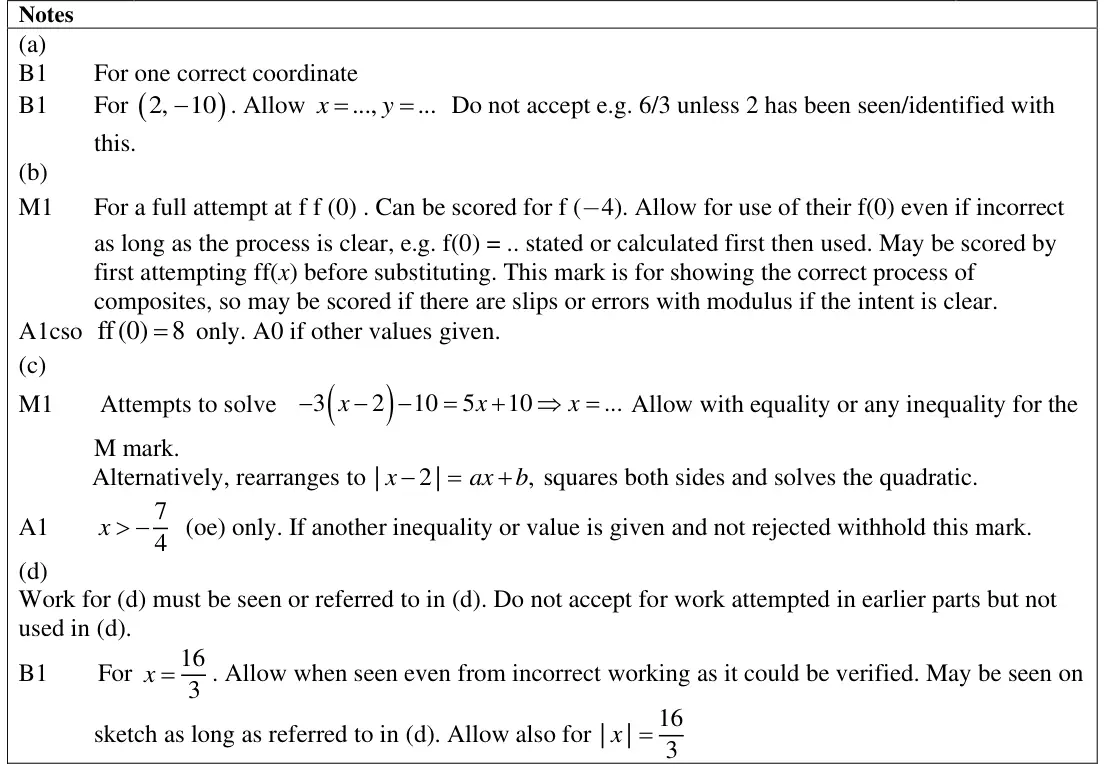 Notes
(a)
B1 For one correct coordinate
B1 For (2, −10). Allow x = ..., y = ... Do not accept e.g. 6/3 unless 2 has been seen/identified with
this.
(b)
M1 For a full attempt at f f (0) . Can be scored for f (−4). Allow for use of their f(0) even if incorrect
as long as the process is clear, e.g. f(0) = .. stated or calculated first then used. May be scored by
first attempting ff(x) before substituting. This mark is for showing the correct process of
composites, so may be scored if there are slips or errors with modulus if the intent is clear.
A1cso ff (0) = 8 only. A0 if other values given.
(c)
M1 Attempts to solve −3(x − 2) − 10 = 5x + 10 ⇒ x = ... Allow with equality or any inequality for the
M mark.
Alternatively, rearranges to | x − 2 | = ax + b, squares both sides and solves the quadratic.
A1 x > −7/4 (oe) only. If another inequality or value is given and not rejected withhold this mark.
(d)
Work for (d) must be seen or referred to in (d). Do not accept for work attempted in earlier parts but not
used in (d).
B1 For x = 16/3 . Allow when seen even from incorrect working as it could be verified. May be seen on
sketch as long as referred to in (d). Allow also for | x | = 16/3